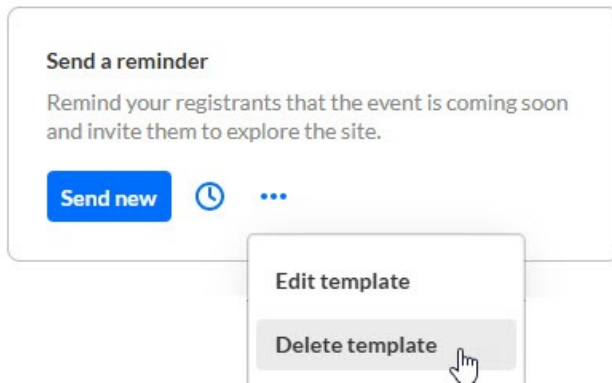 Send a reminder
Remind your registrants that the event is coming soon
and invite them to explore the site.
Send new
Edit template
Delete template